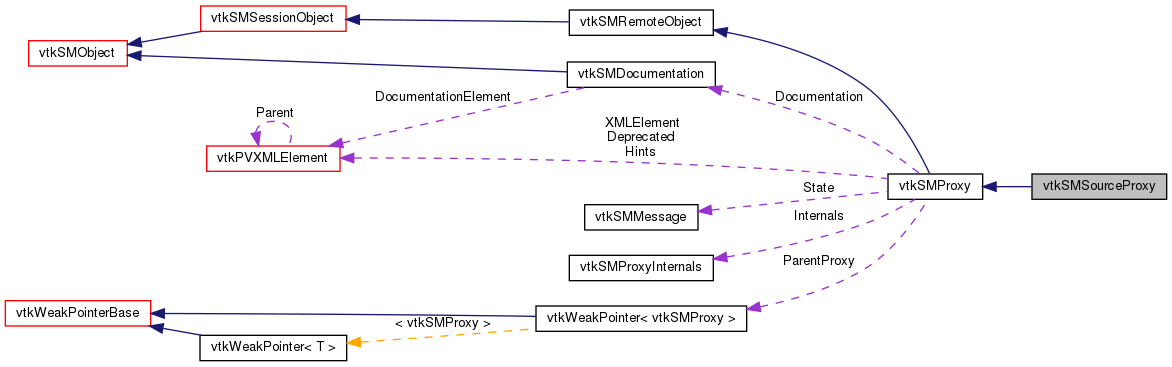 vtkSMSessionObject
vtkSMRemoteObject
vtkSMObject
vtkSMDocumentation
DocumentationElement
Documentation
Parent
XMLElement
Deprecated
Hints
vtkPVXMLElement
vtkSMProxy
vtkSMSourceProxy
State
vtkSMMessage
Internals
vtkSMProxyInternals
ParentProxy
vtkWeakPointerBase
vtkWeakPointer< vtkSMProxy >
< vtkSMProxy >
vtkWeakPointer< T >